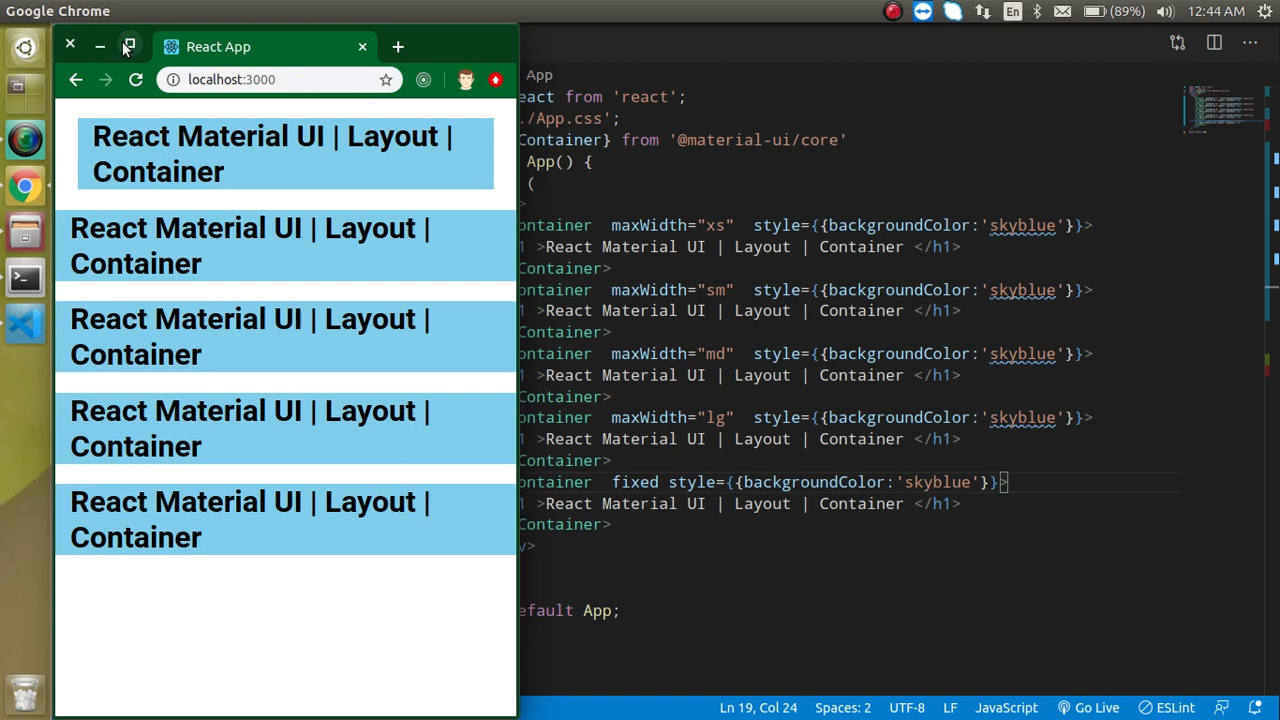 Google Chrome
En
(89%)
12:44 AM
React App
localhost:3000
React Material UI | Layout |
Container
React Material UI | Layout |
Container
React Material UI | Layout |
Container
React Material UI | Layout |
Container
React Material UI | Layout |
Container
App
eact from 'react';
./App.css';
Container} from '@material-ui/core'
App() {
(
>
ontainer maxWidth="xs" style={{backgroundColor:'skyblue'}}>
1 >React Material UI | Layout | Container </h1>
Container>
ontainer maxWidth="sm" style={{backgroundColor:'skyblue'}}>
1 >React Material UI | Layout | Container </h1>
Container>
ontainer maxWidth="md" style={{backgroundColor:'skyblue'}}>
1 >React Material UI | Layout | Container </h1>
Container>
ontainer maxWidth="lg" style={{backgroundColor:'skyblue'}}>
1 >React Material UI | Layout | Container </h1>
Container>
ontainer fixed style={{backgroundColor:'skyblue'}}>
1 >React Material UI | Layout | Container </h1>
Container>
v>
efault App;
Ln 19, Col 24
Spaces: 2
UTF-8
LF
JavaScript
Go Live
ESLint